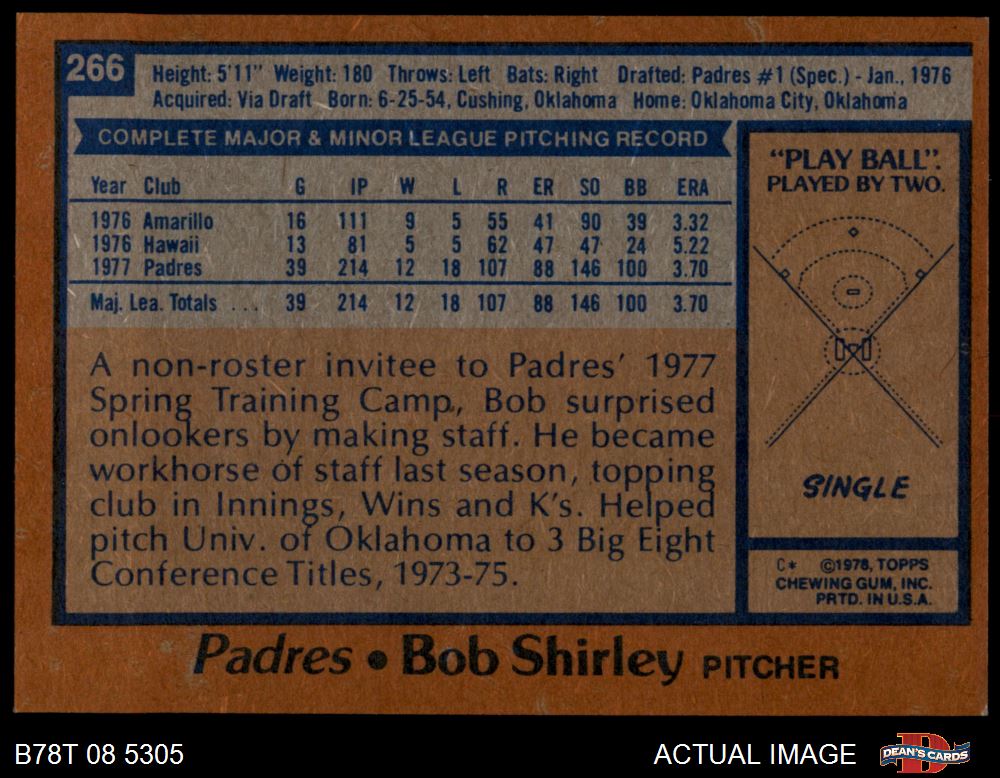 266
Height: 5'11" Weight: 180 Throws: Left Bats: Right Drafted: Padres #1 (Spec.) - Jan., 1976
Acquired: Via Draft Born: 6-25-54, Cushing, Oklahoma Home: Oklahoma City, Oklahoma
COMPLETE MAJOR & MINOR LEAGUE PITCHING RECORD
Year Club G IP W L R ER SO BB ERA
1976 Amarillo 16 111 9 5 55 41 90 39 3.32
1976 Hawaii 13 81 5 5 62 47 47 24 5.22
1977 Padres 39 214 12 18 107 88 146 100 3.70
Maj. Lea. Totals . . . 39 214 12 18 107 88 146 100 3.70
A non-roster invitee to Padres' 1977
Spring Training Camp, Bob surprised
onlookers by making staff. He became
workhorse of staff last season, topping
club in Innings, Wins and K's. Helped
pitch Univ. of Oklahoma to 3 Big Eight
Conference Titles, 1973-75.
"PLAY BALL".
PLAYED BY TWO.
SINGLE
C* ©1978, TOPPS
CHEWING GUM, INC.
PRTD. IN U.S.A.
Padres • Bob Shirley PITCHER
B78T 08 5305
ACTUAL IMAGE
D
DEAN'S CARDS